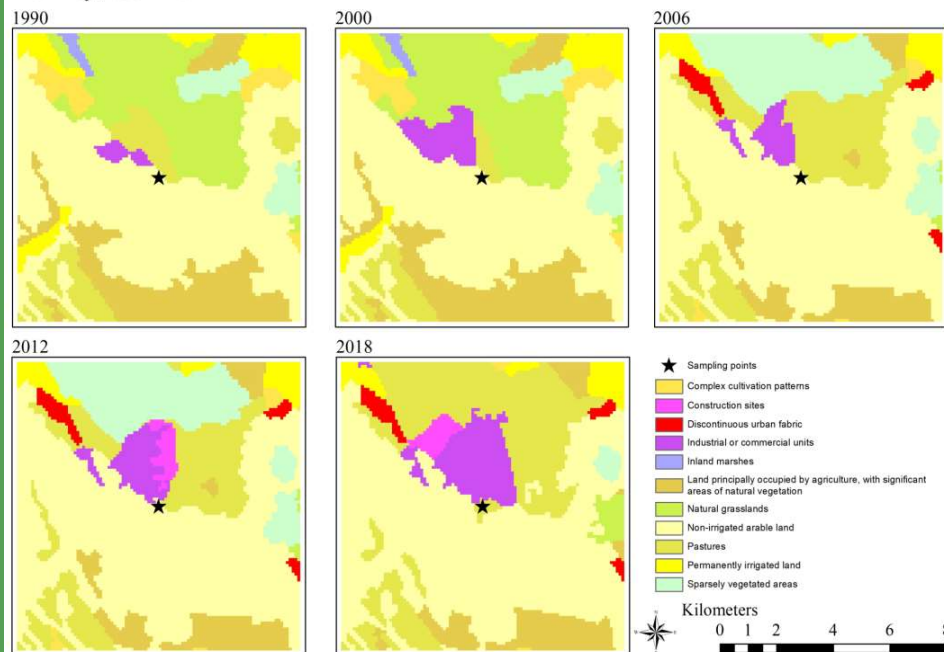 1990
2000
2006
2012
2018
Sampling points
Complex cultivation patterns
Construction sites
Discontinuous urban fabric
Industrial or commercial units
Inland marshes
Land principally occupied by agriculture, with significant
areas of natural vegetation
Natural grasslands
Non-irrigated arable land
Pastures
Permanently irrigated land
Sparsely vegetated areas
Kilometers
0 1 2 4 6 8